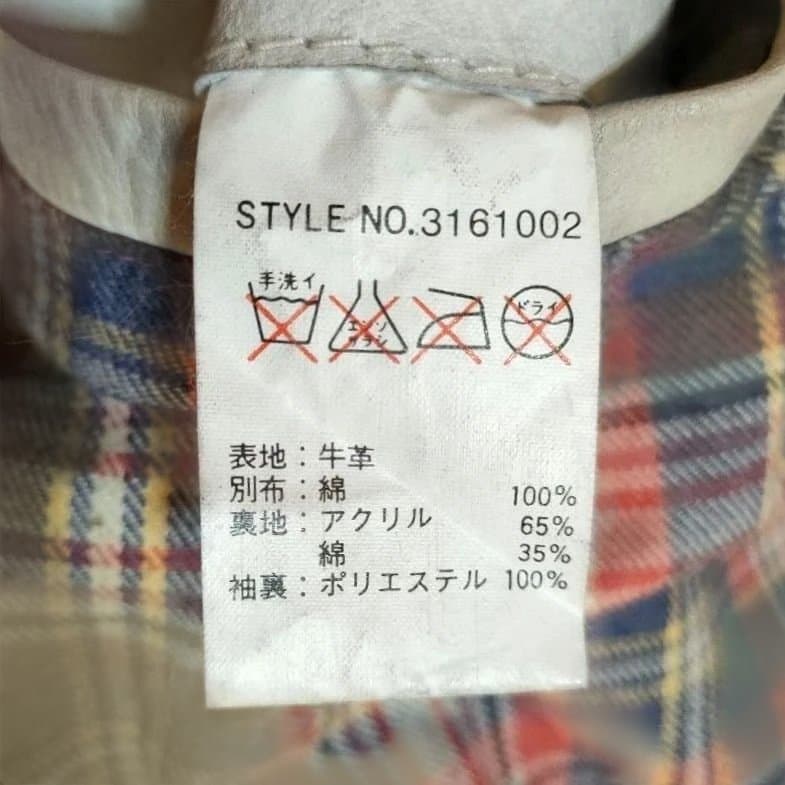 STYLE NO.3161002
手洗イ
エンソ
サラシ
ドライ
表地：牛革
別布：綿 100%
裏地：アクリル 65%
綿 35%
袖裏：ポリエステル 100%